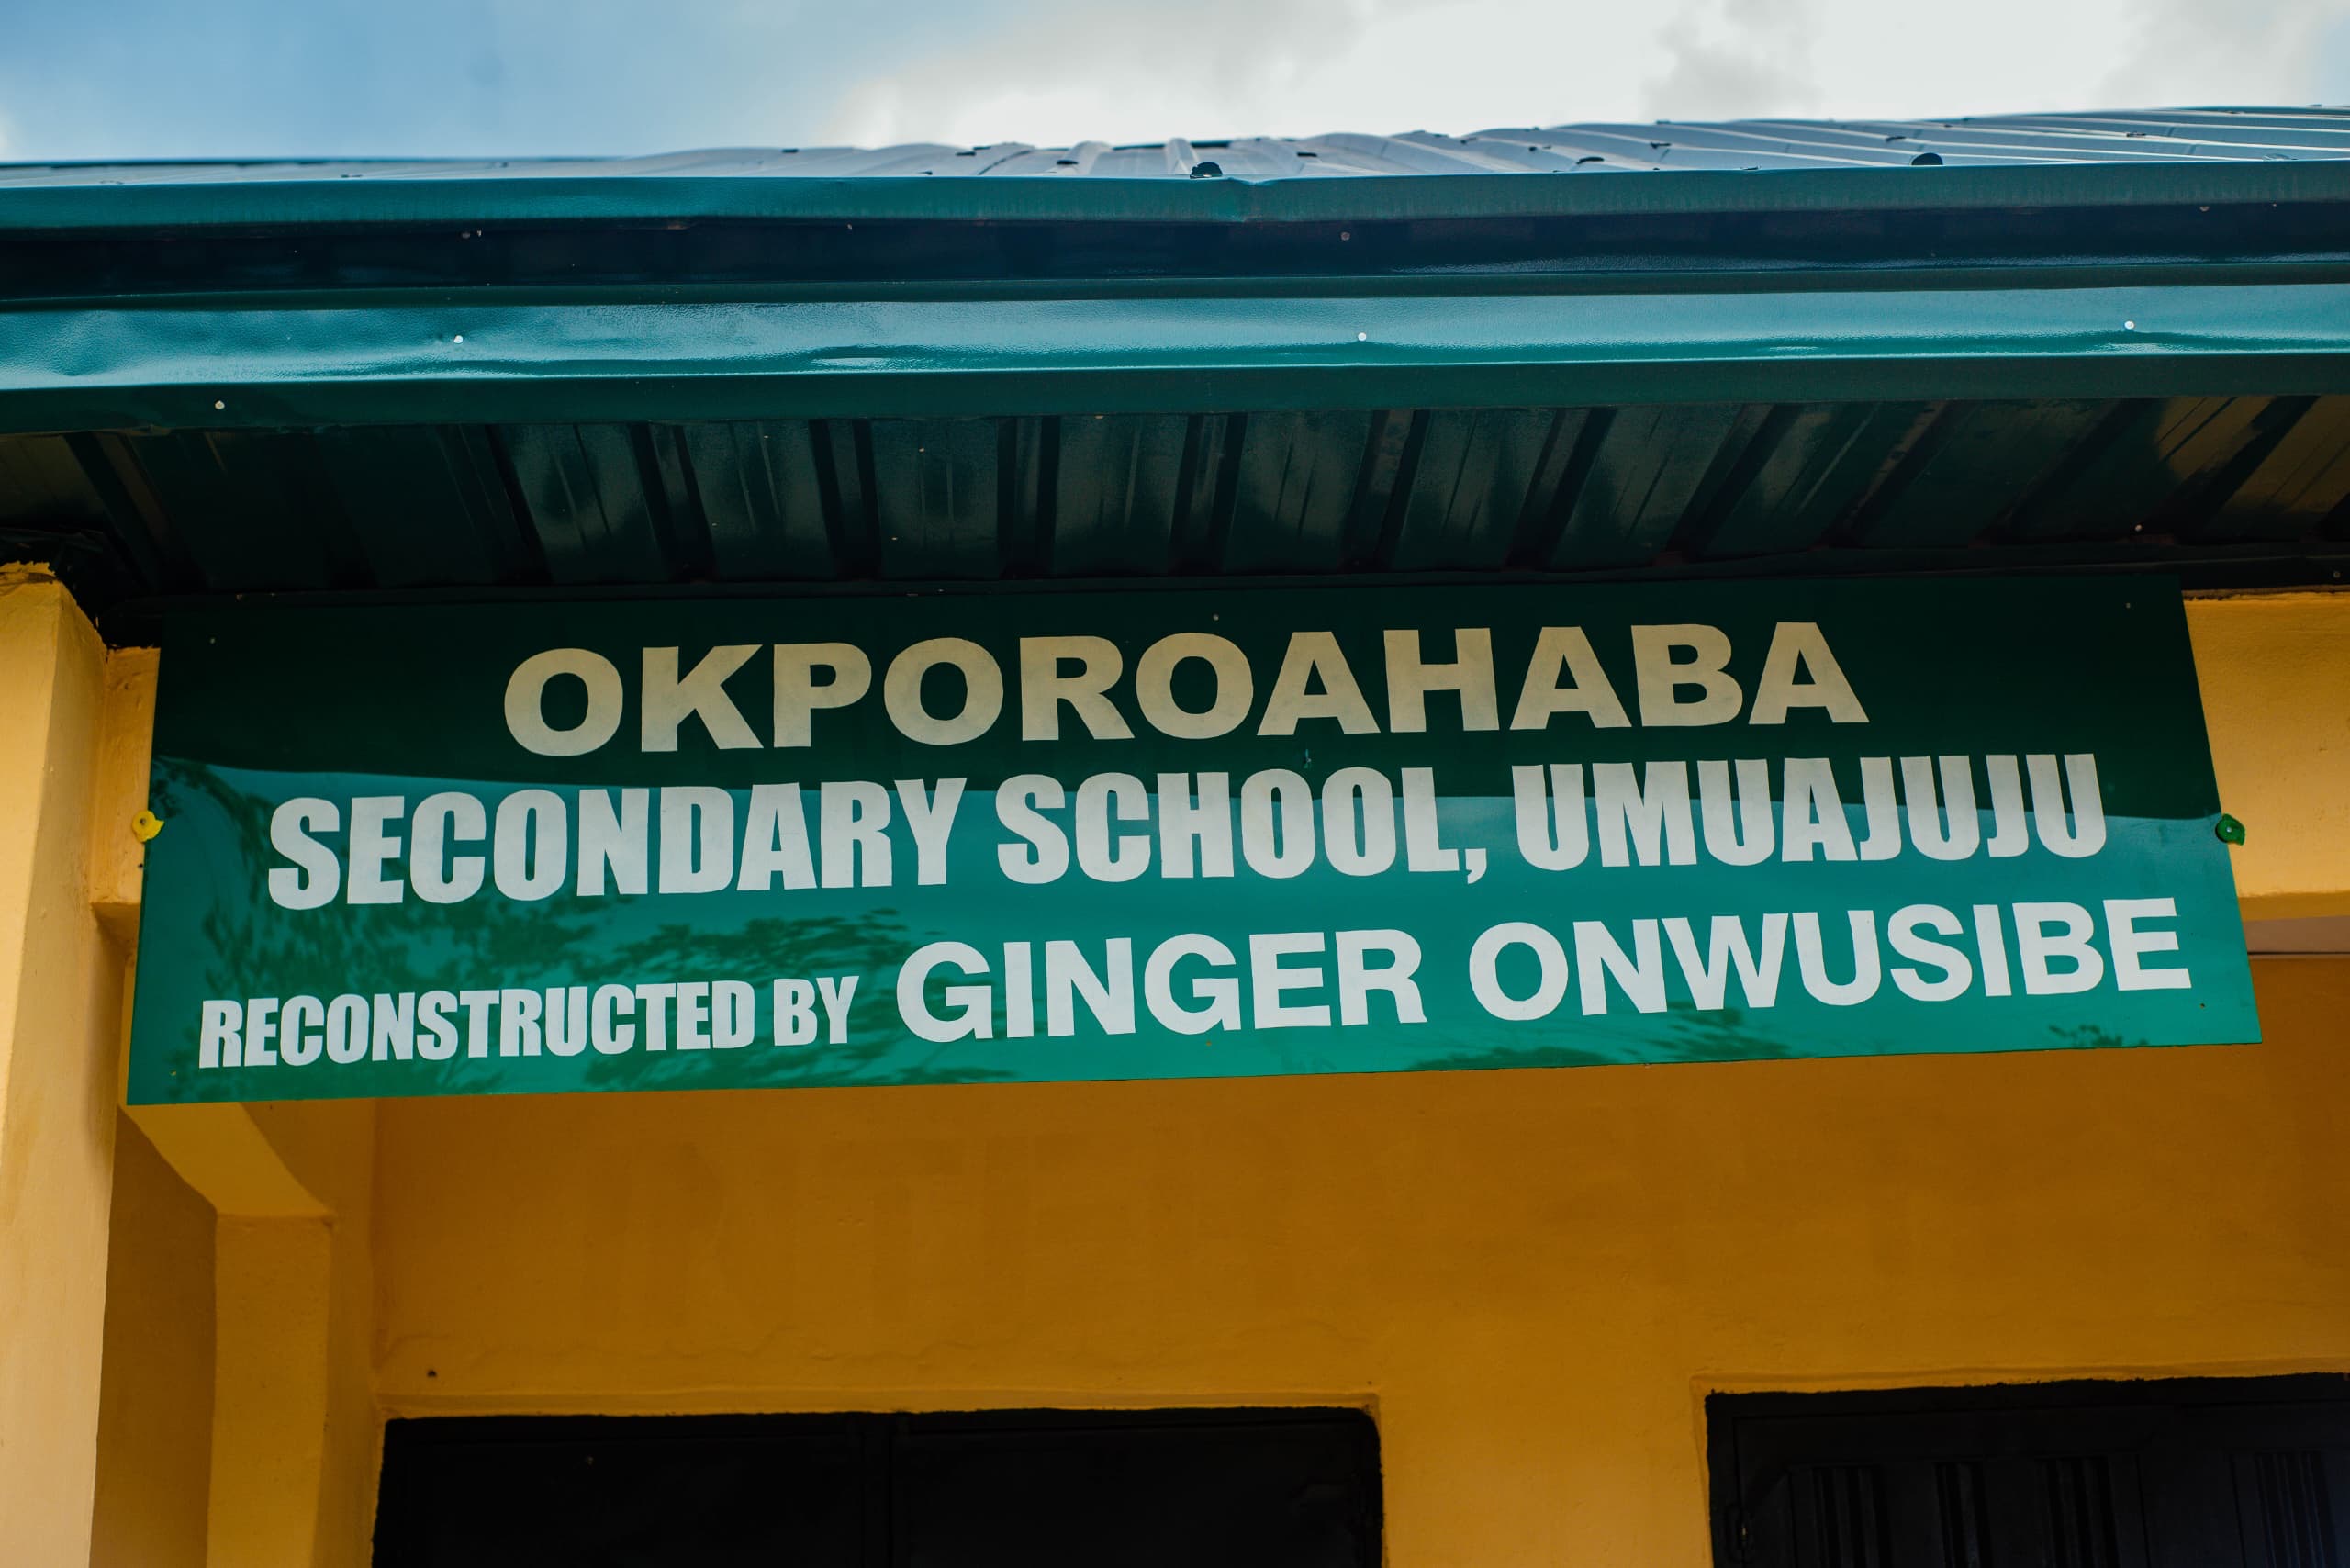 OKPOROAHABA
SECONDARY SCHOOL, UMUAJUJU
RECONSTRUCTED BY GINGER ONWUSIBE